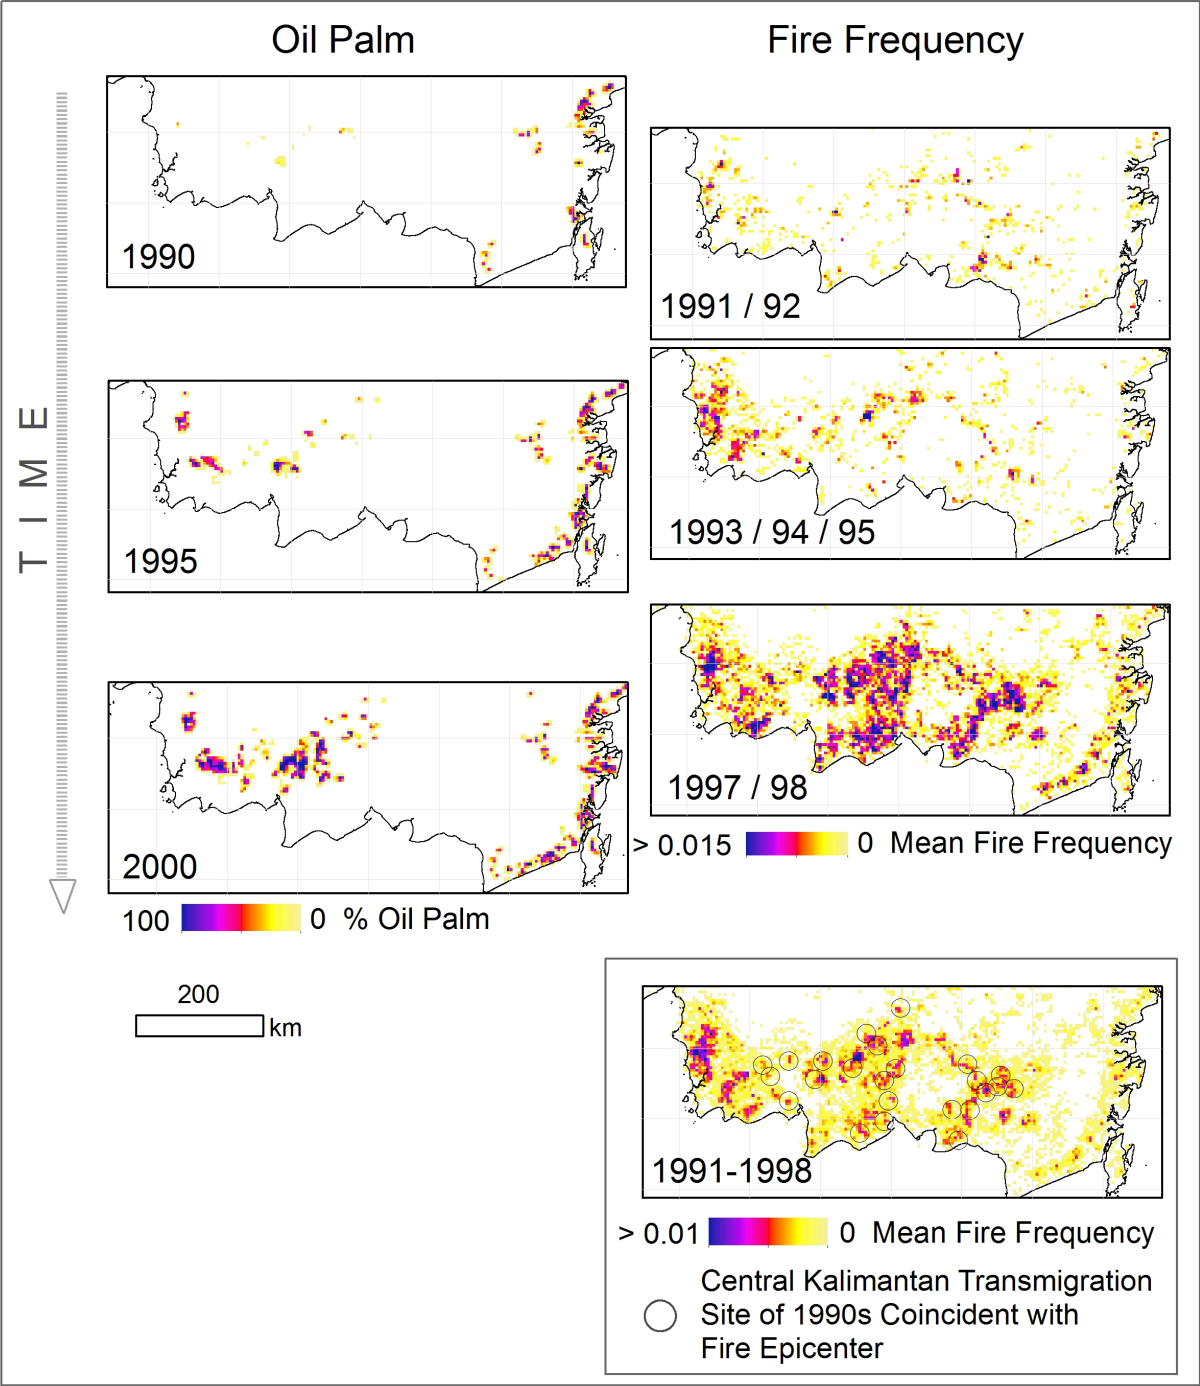 Oil Palm
Fire Frequency
TIME
1990
1991 / 92
1995
1993 / 94 / 95
2000
1997 / 98
100 0 % Oil Palm
> 0.015 0 Mean Fire Frequency
200
km
1991-1998
> 0.01 0 Mean Fire Frequency
Central Kalimantan Transmigration
Site of 1990s Coincident with
Fire Epicenter